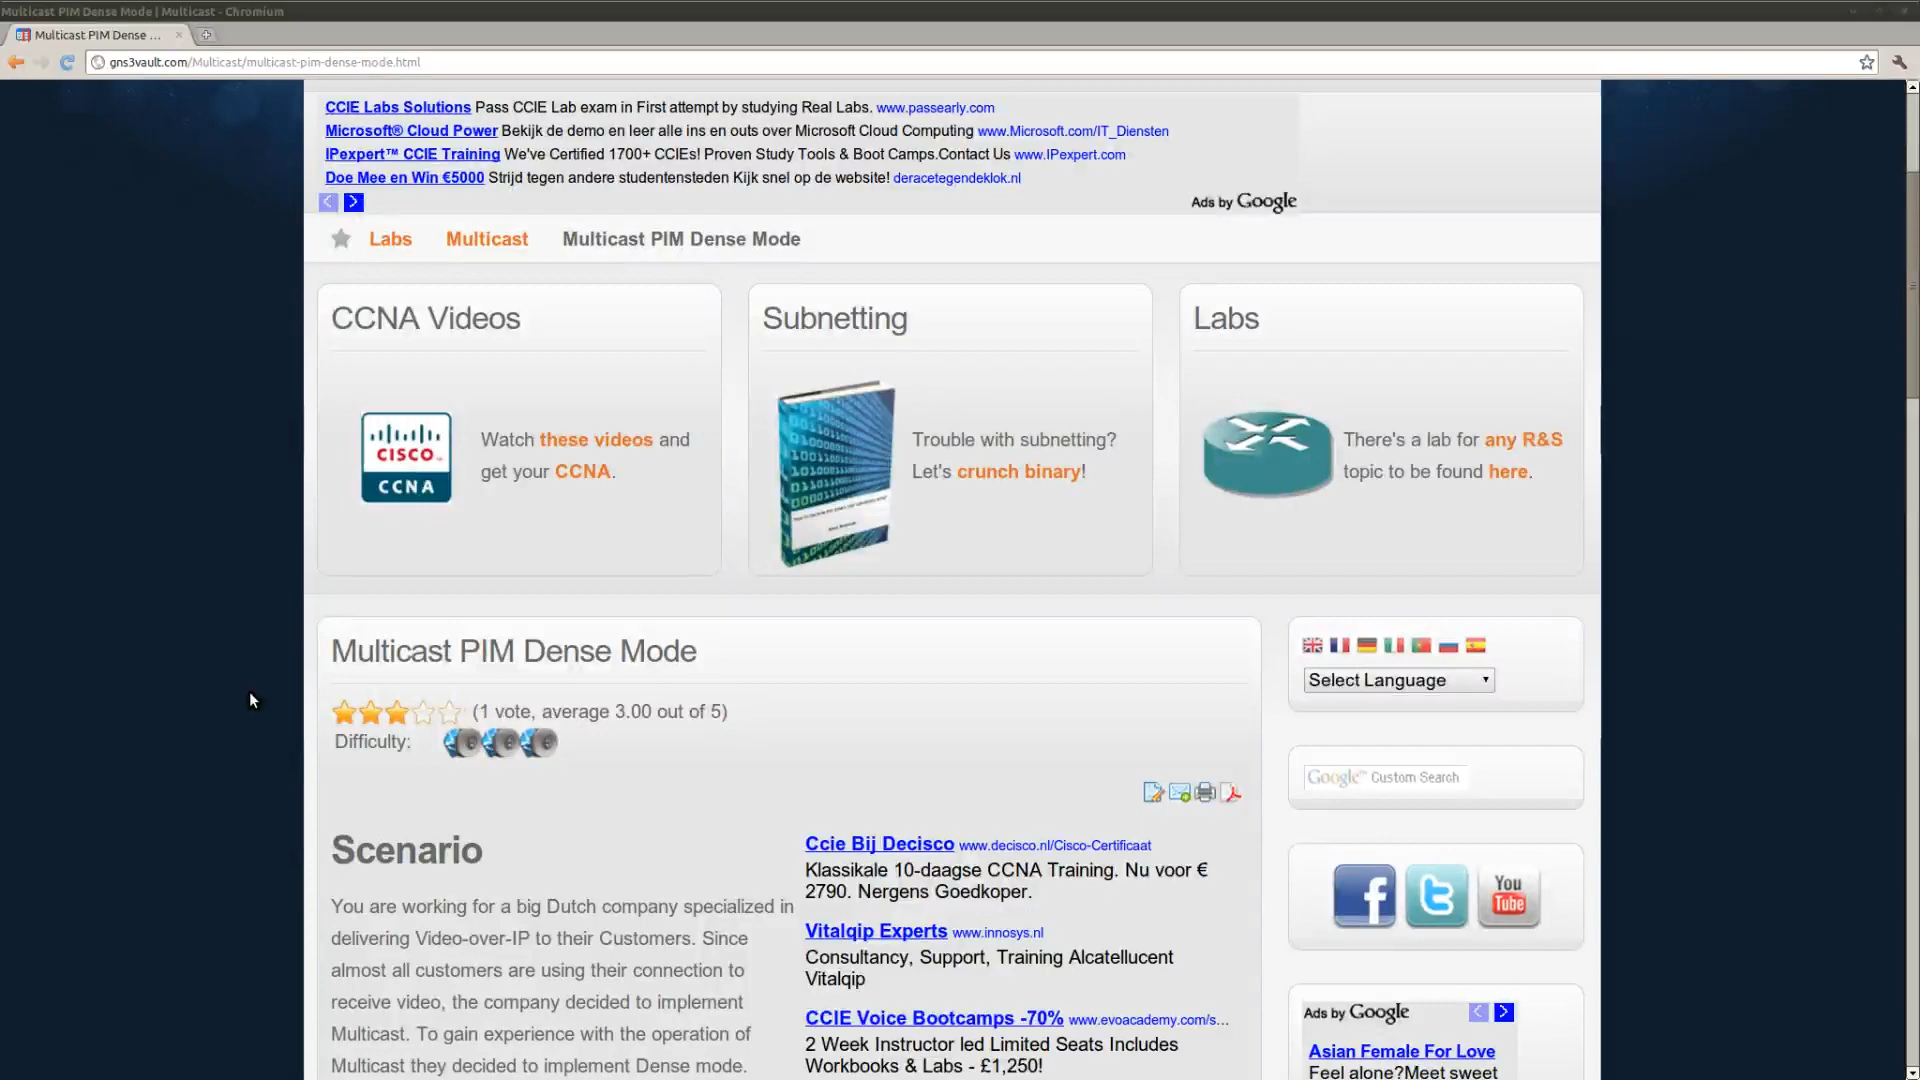 Multicast PIM Dense Mode | Multicast - Chromium
Multicast PIM Dense ...
gns3vault.com/Multicast/multicast-pim-dense-mode.html
CCIE Labs Solutions Pass CCIE Lab exam in First attempt by studying Real Labs. www.passearly.com
Microsoft® Cloud Power Bekijk de demo en leer alle ins en outs over Microsoft Cloud Computing www.Microsoft.com/IT_Diensten
IPexpert™ CCIE Training We've Certified 1700+ CCIEs! Proven Study Tools & Boot Camps.Contact Us www.IPexpert.com
Doe Mee en Win €5000 Strijd tegen andere studentensteden Kijk snel op de website! deracetegendeklok.nl
Ads by Google
Labs Multicast Multicast PIM Dense Mode
CCNA Videos
CISCO
CCNA
Watch these videos and
get your CCNA.
Subnetting
Trouble with subnetting?
Let's crunch binary!
Labs
There's a lab for any R&S
topic to be found here.
Multicast PIM Dense Mode
(1 vote, average 3.00 out of 5)
Difficulty:
Scenario
You are working for a big Dutch company specialized in
delivering Video-over-IP to their Customers. Since
almost all customers are using their connection to
receive video, the company decided to implement
Multicast. To gain experience with the operation of
Multicast they decided to implement Dense mode.
Ccie Bij Decisco www.decisco.nl/Cisco-Certificaat
Klassikale 10-daagse CCNA Training. Nu voor €
2790. Nergens Goedkoper.
Vitalqip Experts www.innosys.nl
Consultancy, Support, Training Alcatellucent
Vitalqip
CCIE Voice Bootcamps -70% www.evoacademy.com/s...
2 Week Instructor led Limited Seats Includes
Workbooks & Labs - £1,250!
Select Language
Google™ Custom Search
You
Tube
Ads by Google
Asian Female For Love
Feel alone?Meet sweet